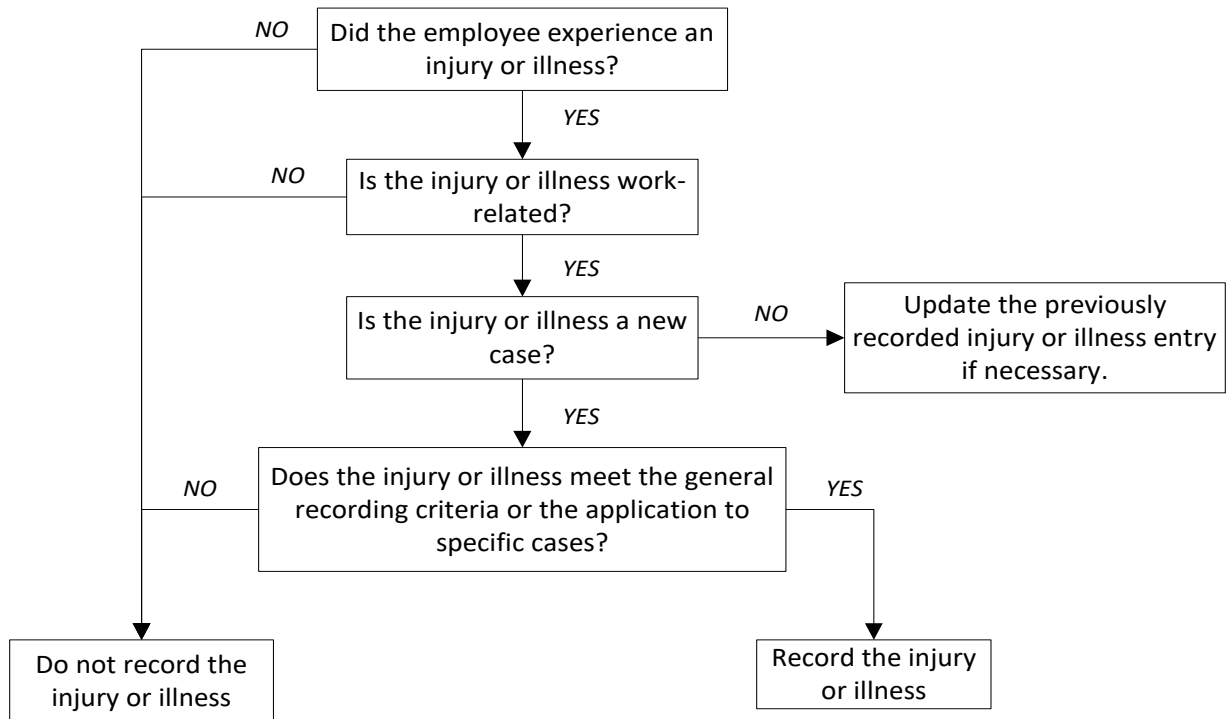 NO
Did the employee experience an
injury or illness?
YES
NO
Is the injury or illness work-
related?
YES
Is the injury or illness a new
case?
NO
Update the previously
recorded injury or illness entry
if necessary.
YES
NO
Does the injury or illness meet the general
recording criteria or the application to
specific cases?
YES
Do not record the
injury or illness
Record the injury
or illness